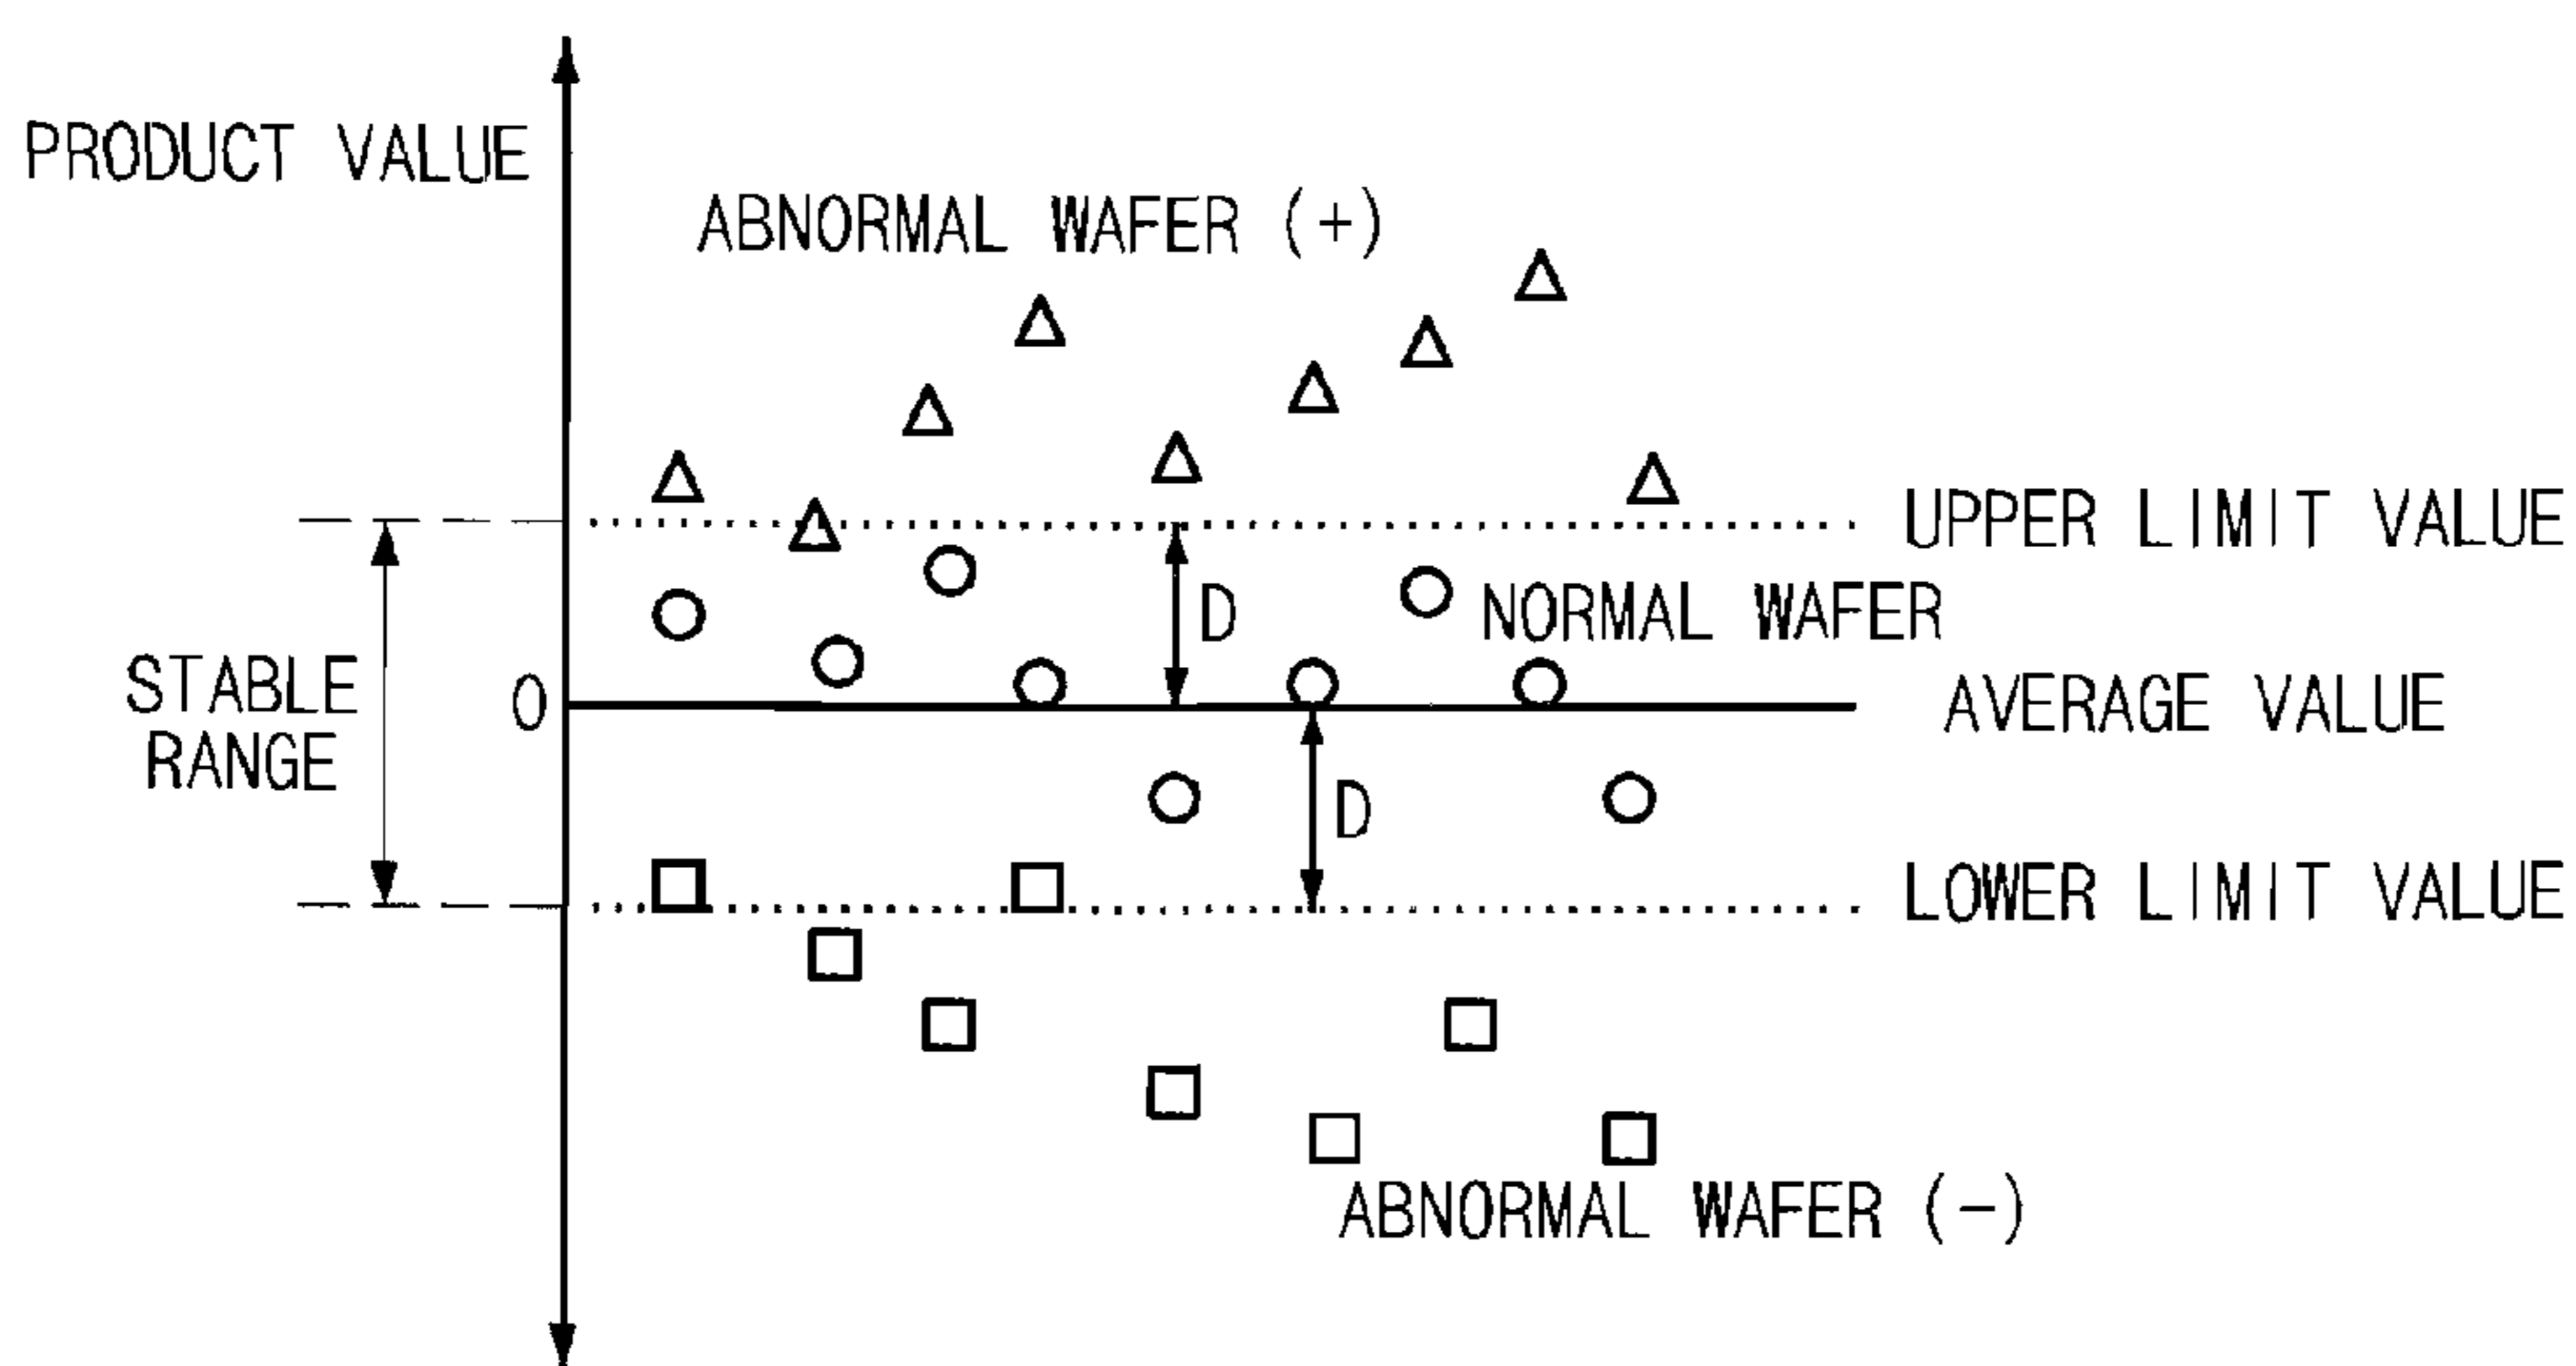 PRODUCT VALUE
ABNORMAL WAFER (+)
UPPER LIMIT VALUE
D
NORMAL WAFER
STABLE
RANGE
0
AVERAGE VALUE
D
LOWER LIMIT VALUE
ABNORMAL WAFER (-)